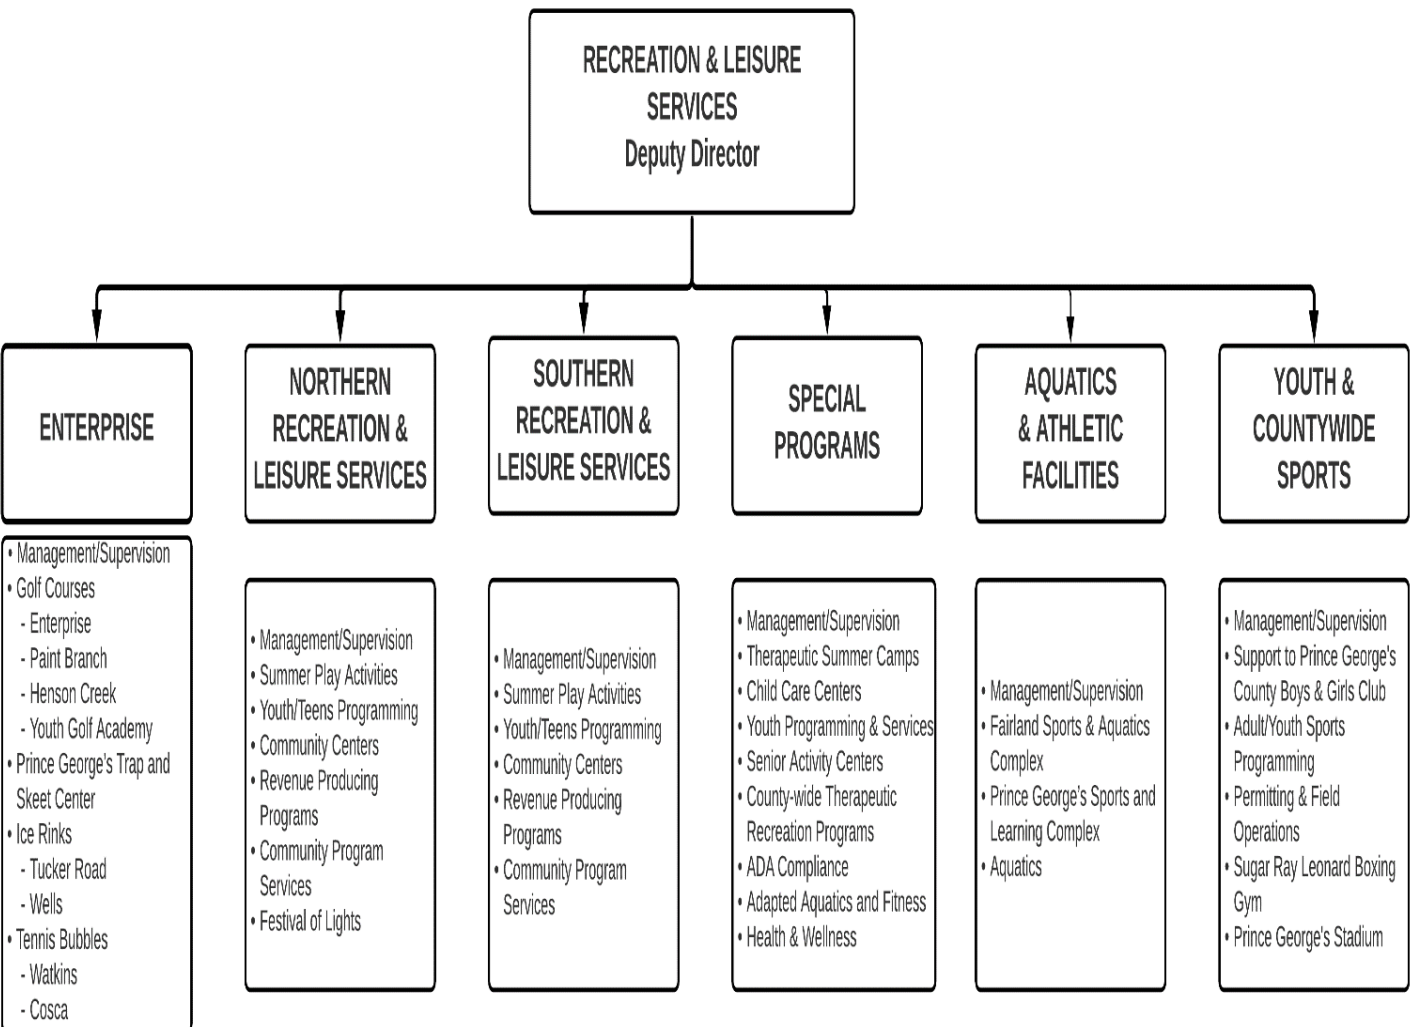 RECREATION & LEISURE
SERVICES
Deputy Director
ENTERPRISE
NORTHERN
RECREATION &
LEISURE SERVICES
SOUTHERN
RECREATION &
LEISURE SERVICES
SPECIAL
PROGRAMS
AQUATICS
& ATHLETIC
FACILITIES
YOUTH &
COUNTYWIDE
SPORTS
• Management/Supervision
• Golf Courses
- Enterprise
- Paint Branch
- Henson Creek
- Youth Golf Academy
• Prince George's Trap and
Skeet Center
• Ice Rinks
- Tucker Road
- Wells
• Tennis Bubbles
- Watkins
- Cosca
• Management/Supervision
• Summer Play Activities
• Youth/Teens Programming
• Community Centers
• Revenue Producing
Programs
• Community Program
Services
• Festival of Lights
• Management/Supervision
• Summer Play Activities
• Youth/Teens Programming
• Community Centers
• Revenue Producing
Programs
• Community Program
Services
• Management/Supervision
• Therapeutic Summer Camps
• Child Care Centers
• Youth Programming & Services
• Senior Activity Centers
• County-wide Therapeutic
Recreation Programs
• ADA Compliance
• Adapted Aquatics and Fitness
• Health & Wellness
• Management/Supervision
• Fairland Sports & Aquatics
Complex
• Prince George's Sports and
Learning Complex
• Aquatics
• Management/Supervision
• Support to Prince George's
County Boys & Girls Club
• Adult/Youth Sports
Programming
• Permitting & Field
Operations
• Sugar Ray Leonard Boxing
Gym
• Prince George's Stadium